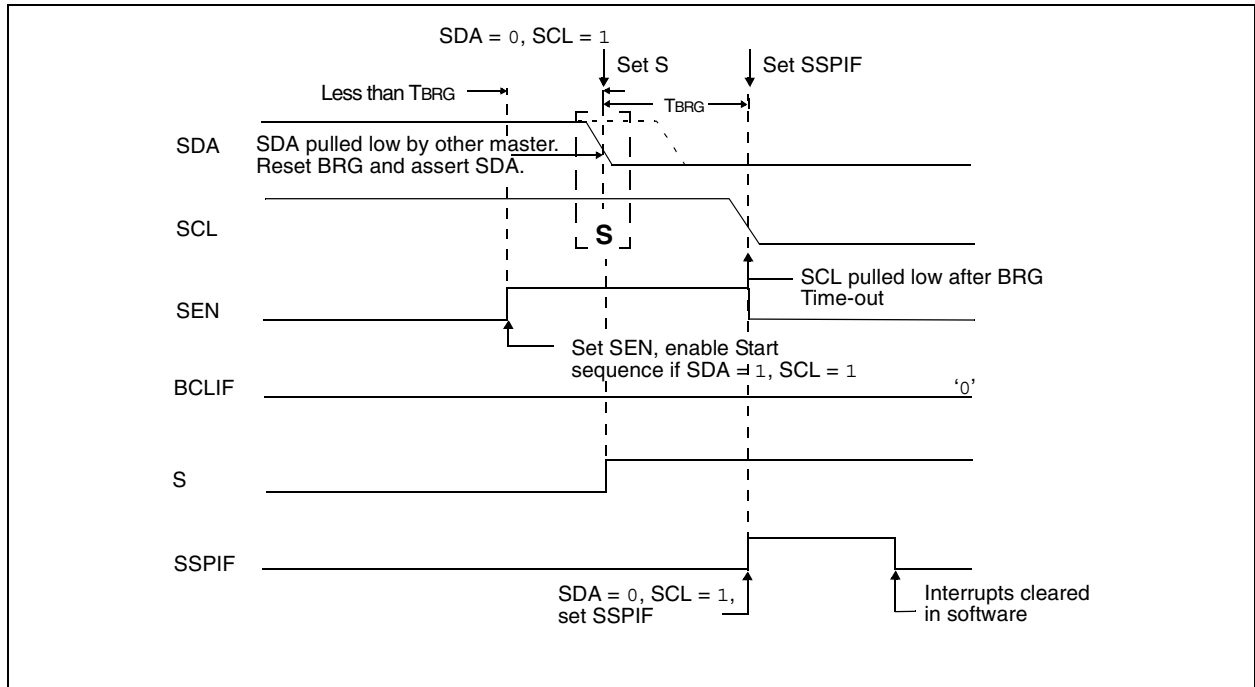 SDA = 0, SCL = 1
Set S
Set SSPIF
Less than TBRG
TBRG
SDA
SDA pulled low by other master.
Reset BRG and assert SDA.
SCL
S
SCL pulled low after BRG
Time-out
SEN
Set SEN, enable Start
sequence if SDA = 1, SCL = 1
BCLIF
‘0’
S
SSPIF
SDA = 0, SCL = 1,
set SSPIF
Interrupts cleared
in software